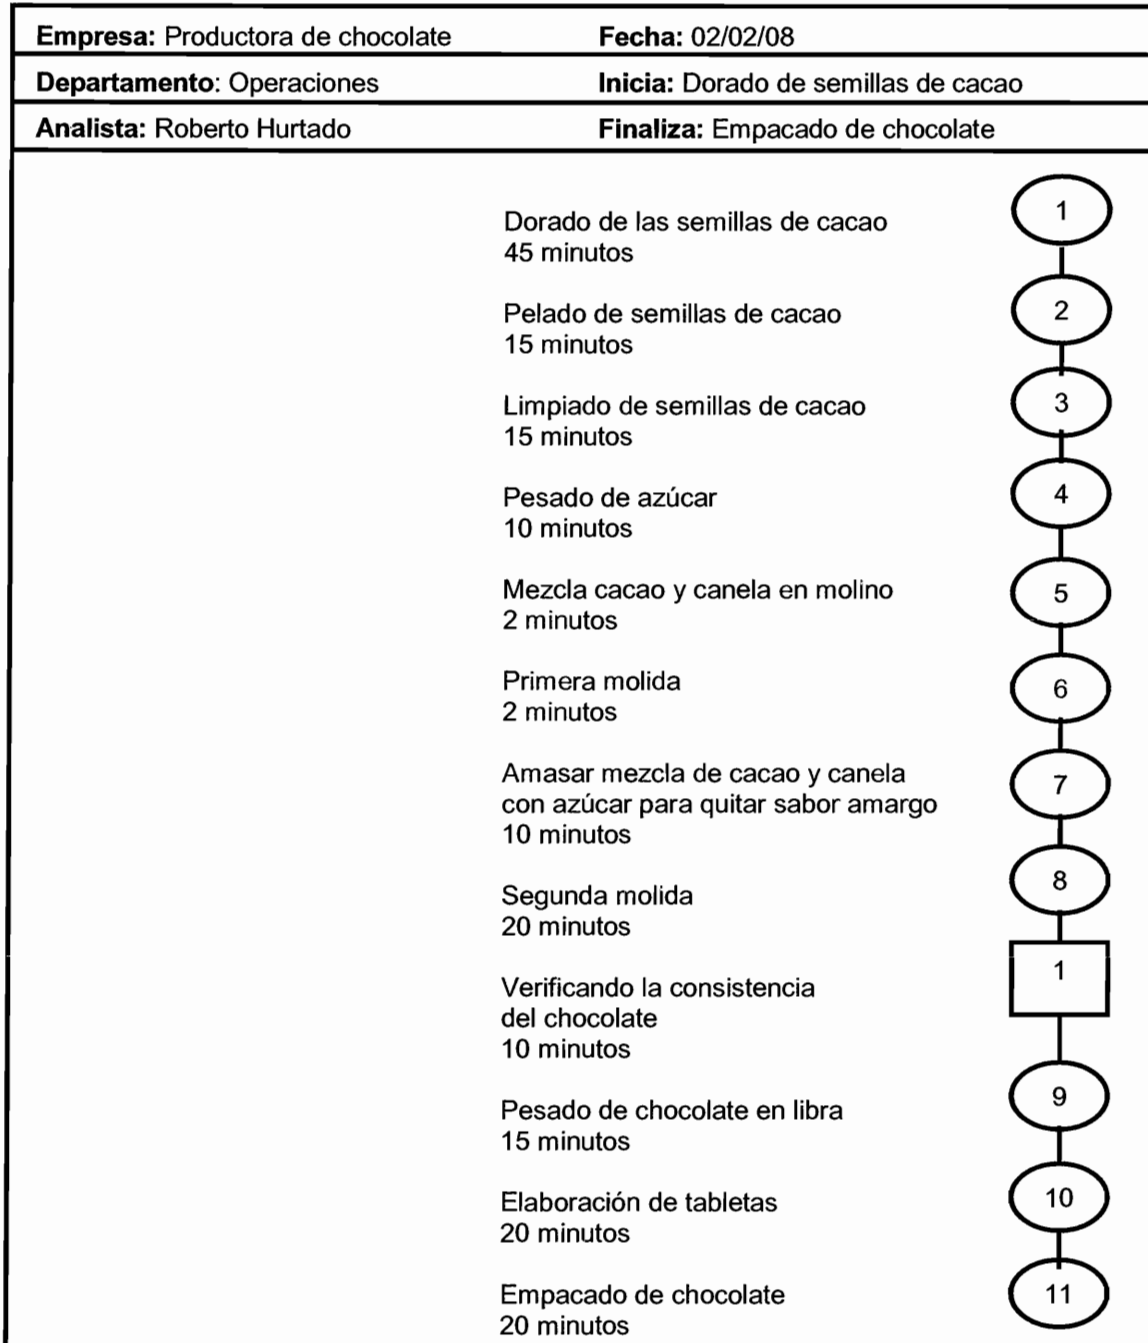 Empresa: Productora de chocolate Fecha: 02/02/08
Departamento: Operaciones Inicia: Dorado de semillas de cacao
Analista: Roberto Hurtado Finaliza: Empacado de chocolate
1
Dorado de las semillas de cacao
45 minutos
2
Pelado de semillas de cacao
15 minutos
3
Limpiado de semillas de cacao
15 minutos
4
Pesado de azúcar
10 minutos
5
Mezcla cacao y canela en molino
2 minutos
6
Primera molida
2 minutos
7
Amasar mezcla de cacao y canela
con azúcar para quitar sabor amargo
10 minutos
8
Segunda molida
20 minutos
1
Verificando la consistencia
del chocolate
10 minutos
9
Pesado de chocolate en libra
15 minutos
10
Elaboración de tabletas
20 minutos
11
Empacado de chocolate
20 minutos